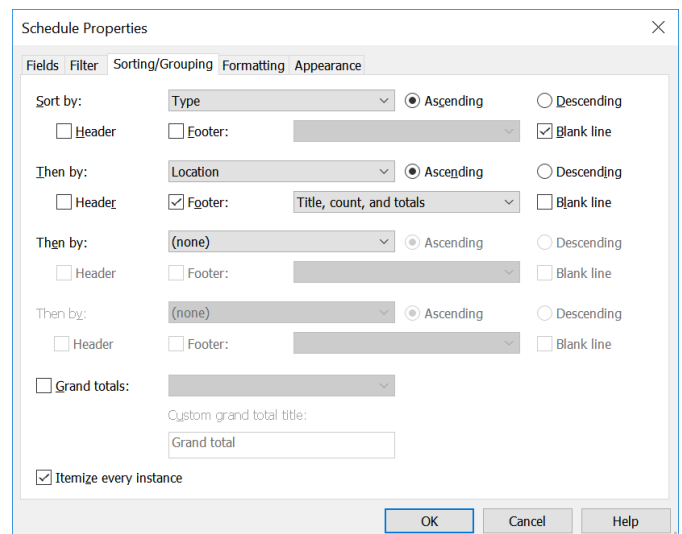 Schedule Properties
Fields Filter Sorting/Grouping Formatting Appearance
Sort by: Type Ascending Descending
Header Footer: Blank line
Then by: Location Ascending Descending
Header Footer: Title, count, and totals Blank line
Then by: (none) Ascending Descending
Header Footer: Blank line
Then by: (none) Ascending Descending
Header Footer: Blank line
Grand totals:
Custom grand total title:
Grand total
Itemize every instance
OK Cancel Help